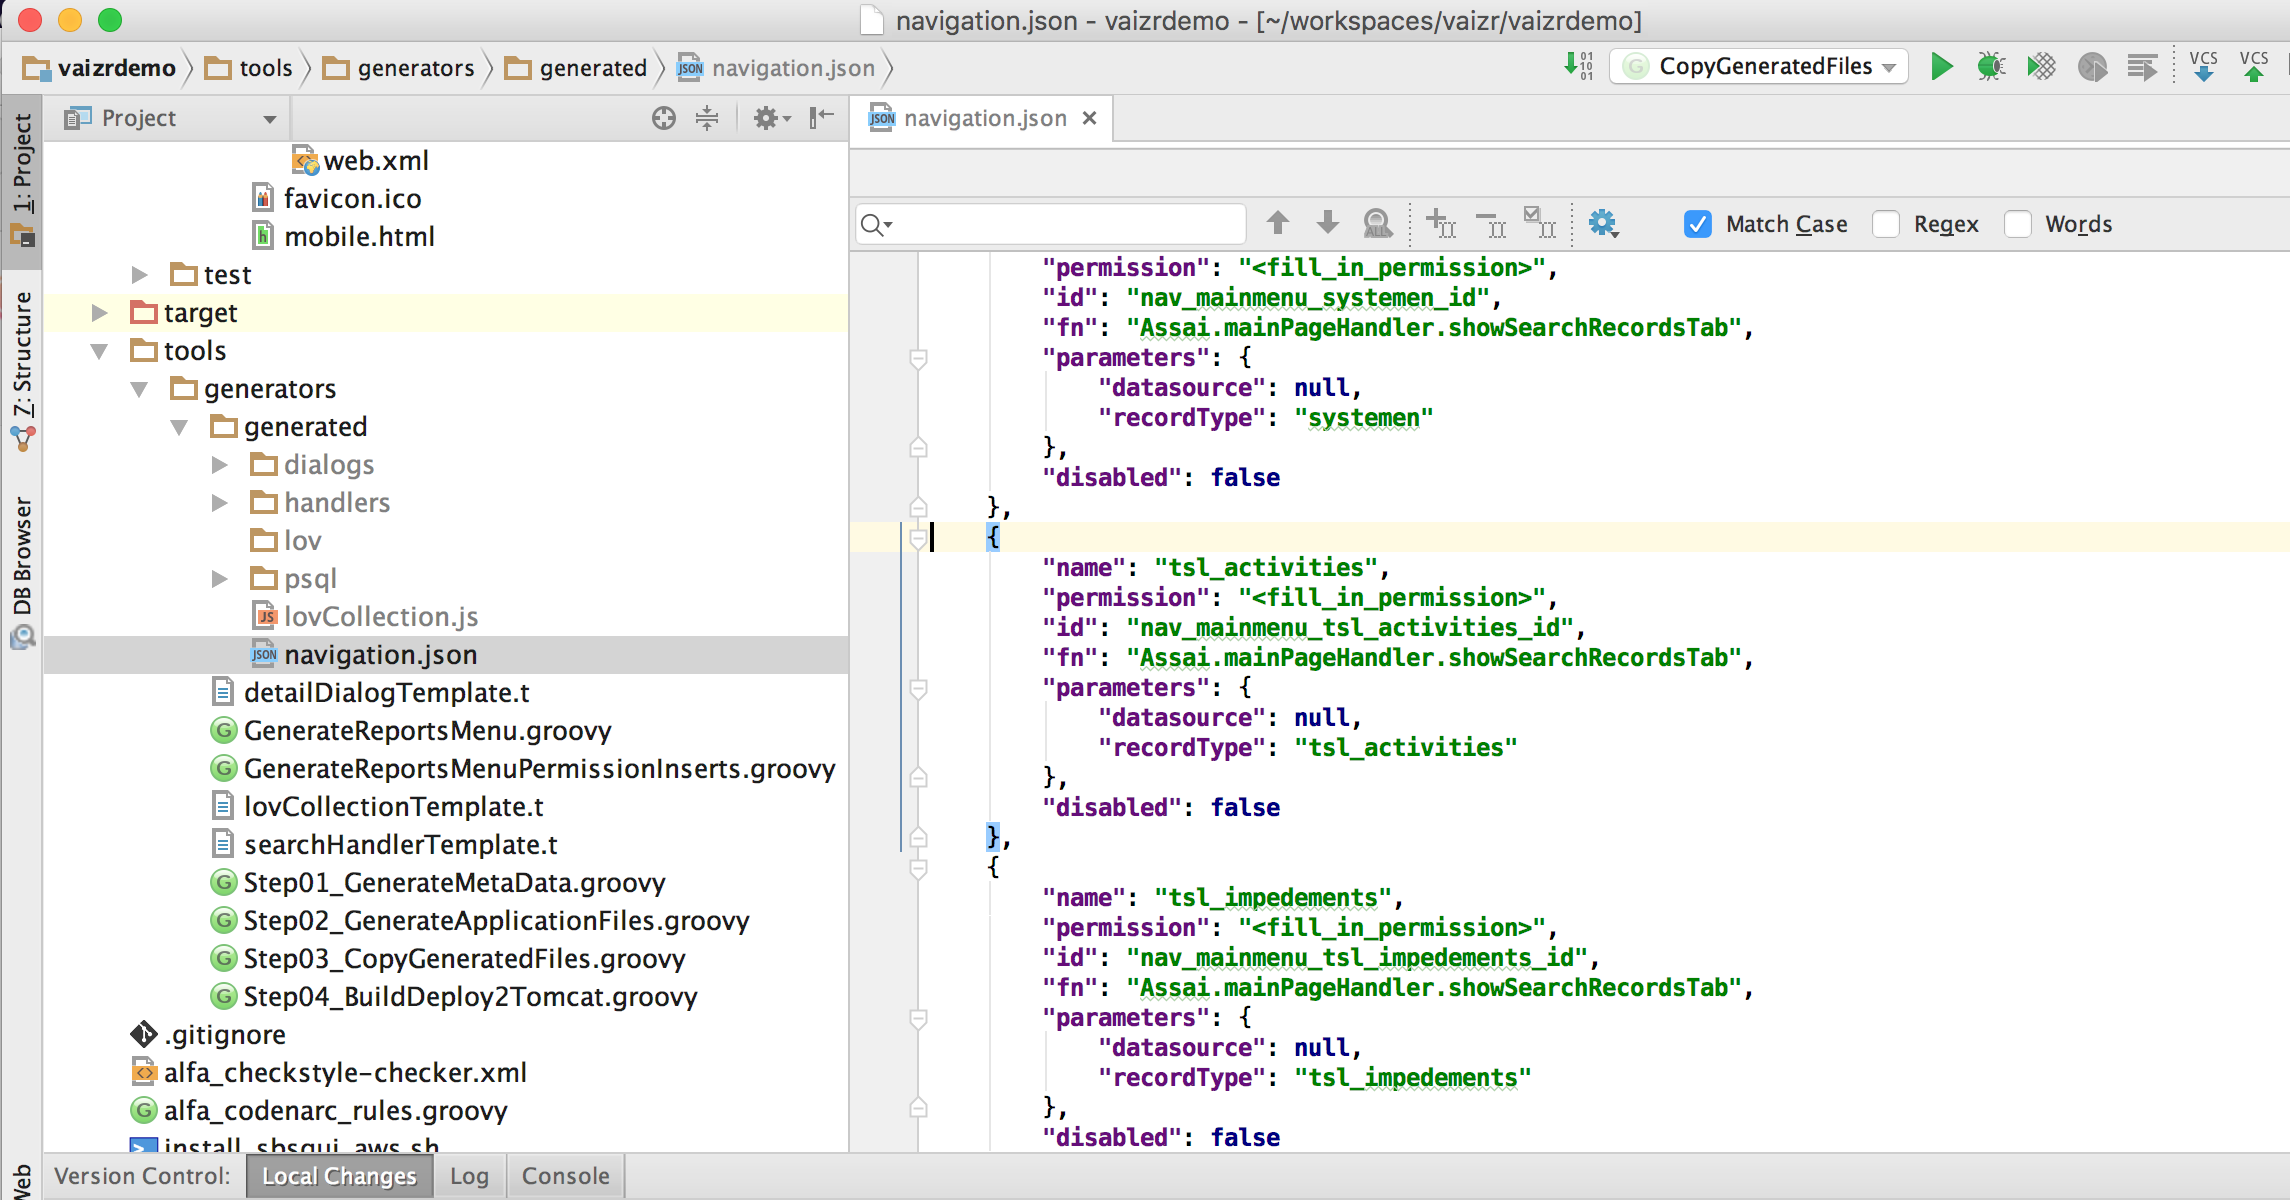 navigation.json - vaizrdemo - [~/workspaces/vaizr/vaizrdemo]
vaizrdemo tools generators generated navigation.json CopyGeneratedFiles VCS VCS
Project
navigation.json
1: Project
7: Structure
DB Browser
Web
web.xml
favicon.ico
mobile.html
test
target
tools
generators
generated
dialogs
handlers
lov
psql
lovCollection.js
navigation.json
detailDialogTemplate.t
GenerateReportsMenu.groovy
GenerateReportsMenuPermissionInserts.groovy
lovCollectionTemplate.t
searchHandlerTemplate.t
Step01_GenerateMetaData.groovy
Step02_GenerateApplicationFiles.groovy
Step03_CopyGeneratedFiles.groovy
Step04_BuildDeploy2Tomcat.groovy
.gitignore
alfa_checkstyle-checker.xml
alfa_codenarc_rules.groovy
install_sbsgui_aws.sh
Match Case Regex Words
"permission": "<fill_in_permission>",
"id": "nav_mainmenu_systemen_id",
"fn": "Assai.mainPageHandler.showSearchRecordsTab",
"parameters": {
"datasource": null,
"recordType": "systemen"
},
"disabled": false
},
{
"name": "tsl_activities",
"permission": "<fill_in_permission>",
"id": "nav_mainmenu_tsl_activities_id",
"fn": "Assai.mainPageHandler.showSearchRecordsTab",
"parameters": {
"datasource": null,
"recordType": "tsl_activities"
},
"disabled": false
},
{
"name": "tsl_impedements",
"permission": "<fill_in_permission>",
"id": "nav_mainmenu_tsl_impedements_id",
"fn": "Assai.mainPageHandler.showSearchRecordsTab",
"parameters": {
"datasource": null,
"recordType": "tsl_impedements"
},
"disabled": false
Version Control: Local Changes Log Console